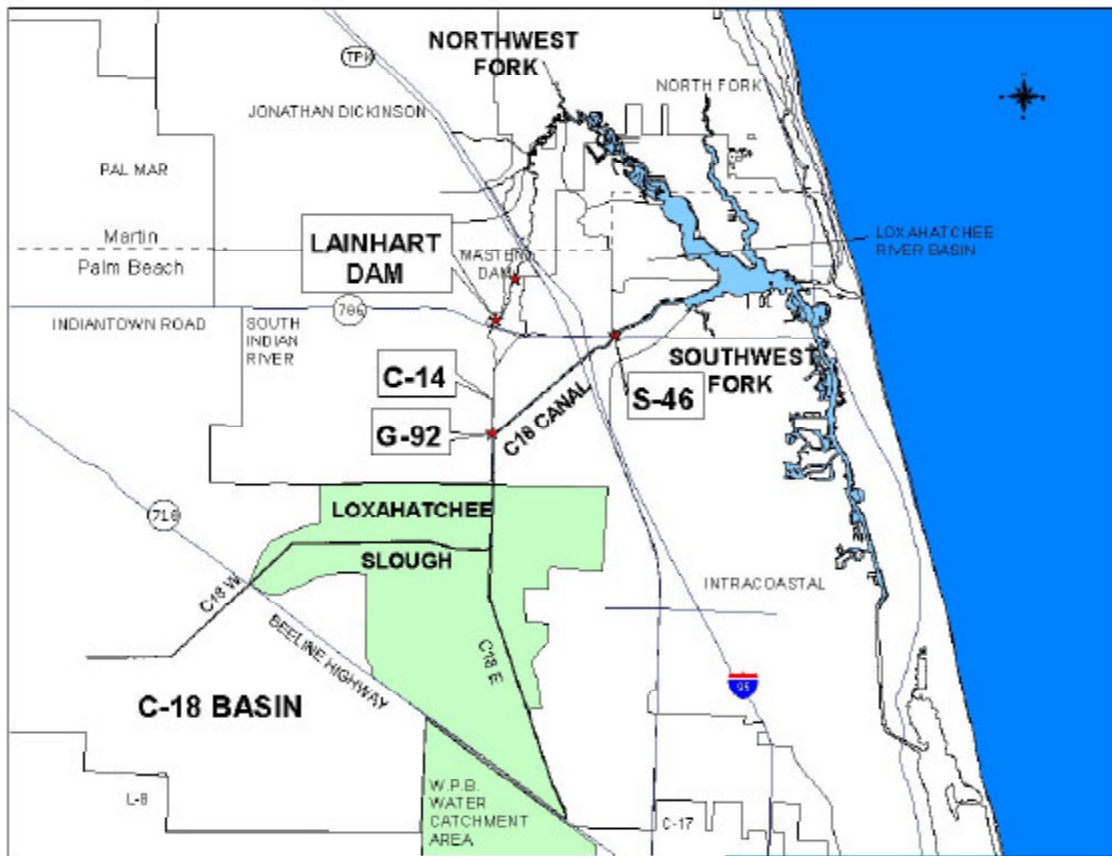 NORTHWEST
FORK
TPK
NORTH FORK
JONATHAN DICKINSON
PAL MAR
LAINHART
DAM
MASTEN
DAM
LOXAHATCHEE
RIVER BASIN
Martin
Palm Beach
706
INDIANTOWN ROAD
SOUTH
INDIAN
RIVER
SOUTHWEST
FORK
C-14
S-46
G-92
C18 CANAL
LOXAHATCHEE
SLOUGH
710
C18 W
INTRACOASTAL
BEELINE HIGHWAY
C18 E
95
C-18 BASIN
L-8
W.P.B.
WATER
CATCHMENT
AREA
C-17